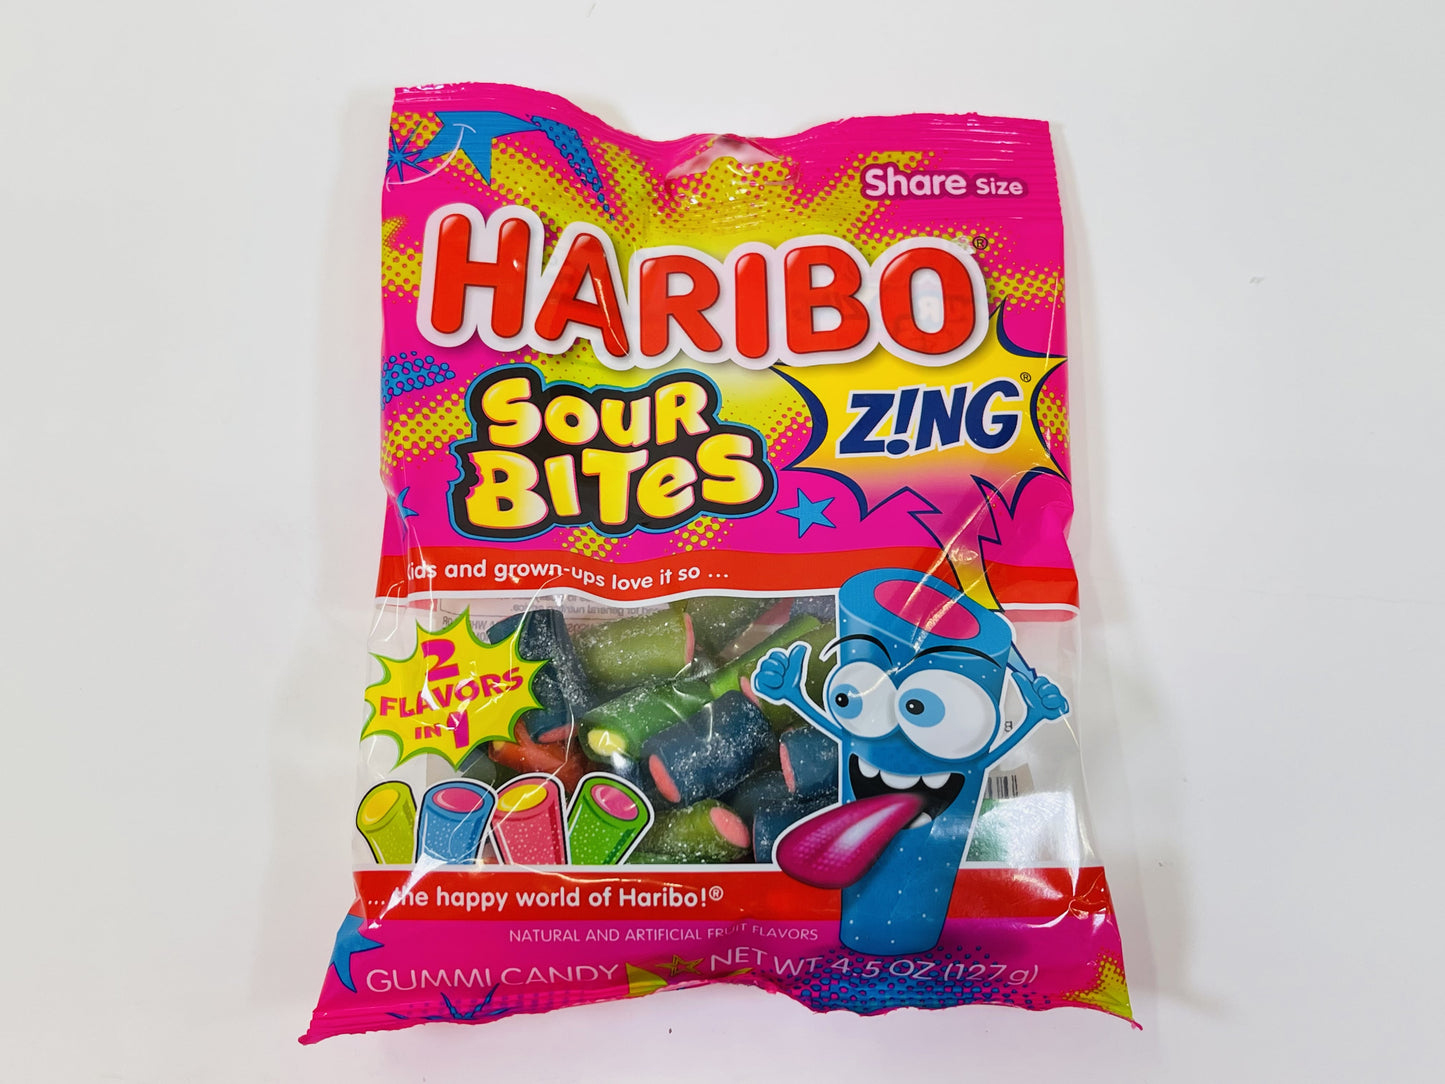 Share Size
HARIBO®
SOUR
BITES
Z!NG®
Kids and grown-ups love it so ...
2
FLAVORS
IN 1
... the happy world of Haribo!®
NATURAL AND ARTIFICIAL FRUIT FLAVORS
GUMMI CANDY
NET WT 4.5 OZ (127g)